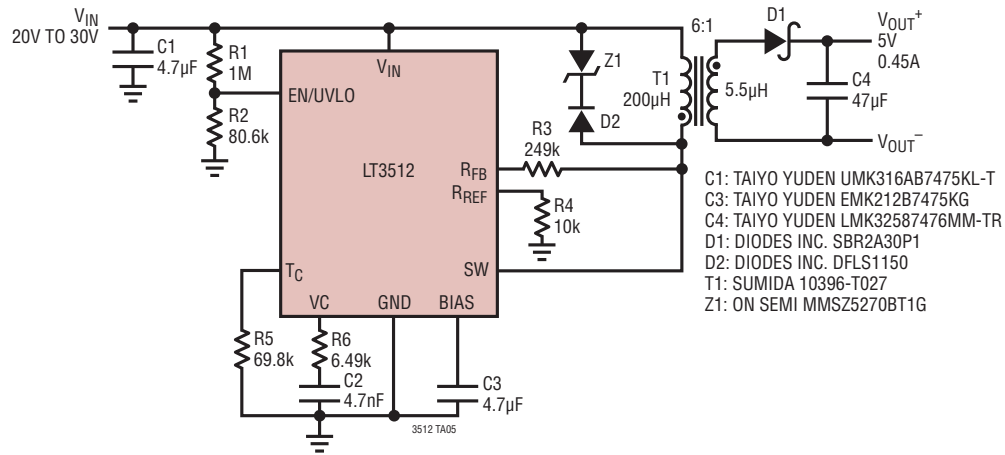 VIN
20V TO 30V
C1
4.7µF
R1
1M
R2
80.6k
VIN
EN/UVLO
LT3512
RFB
RREF
SW
TC
VC
GND
BIAS
R3
249k
R4
10k
R5
69.8k
R6
6.49k
C2
4.7nF
C3
4.7µF
3512 TA05
Z1
D2
6:1
T1
200µH
5.5µH
D1
VOUT+
5V
0.45A
C4
47µF
VOUT–
C1: TAIYO YUDEN UMK316AB7475KL-T
C3: TAIYO YUDEN EMK212B7475KG
C4: TAIYO YUDEN LMK32587476MM-TR
D1: DIODES INC. SBR2A30P1
D2: DIODES INC. DFLS1150
T1: SUMIDA 10396-T027
Z1: ON SEMI MMSZ5270BT1G